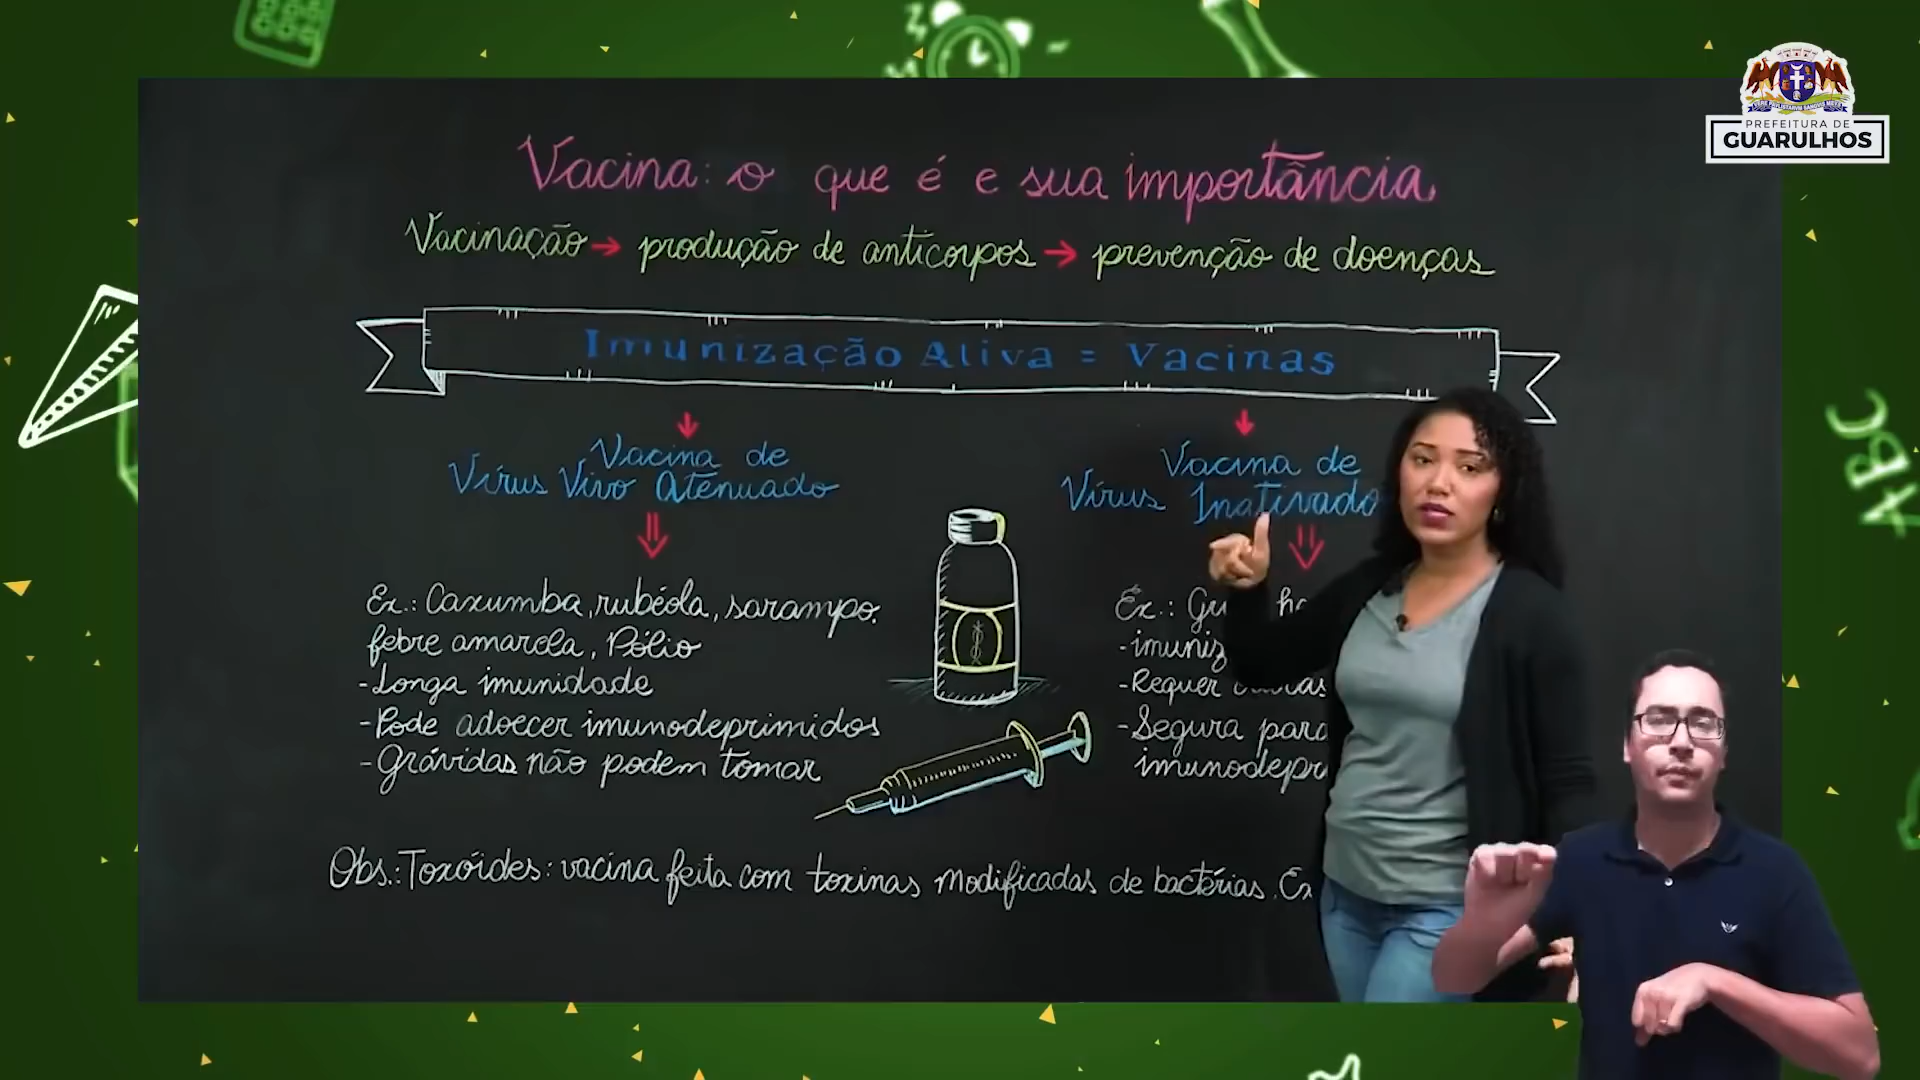 PREFEITURA DE
GUARULHOS
Vacina: o que é e sua importância
Vacinação → produção de anticorpos → prevenção de doenças
Imunização Ativa = Vacinas
Vacina de
Vírus Vivo Atenuado
Ex.: Caxumba, rubéola, sarampo,
febre amarela, Pólio
-Longa imunidade
-Pode adoecer imunodeprimidos
-Grávidas não podem tomar
Vacina de
Vírus Inativado
Ex.:
-Requer
-Segura para
Obs.: Toxóides: vacina feita com toxinas modificadas de bactérias. Ex
ABC